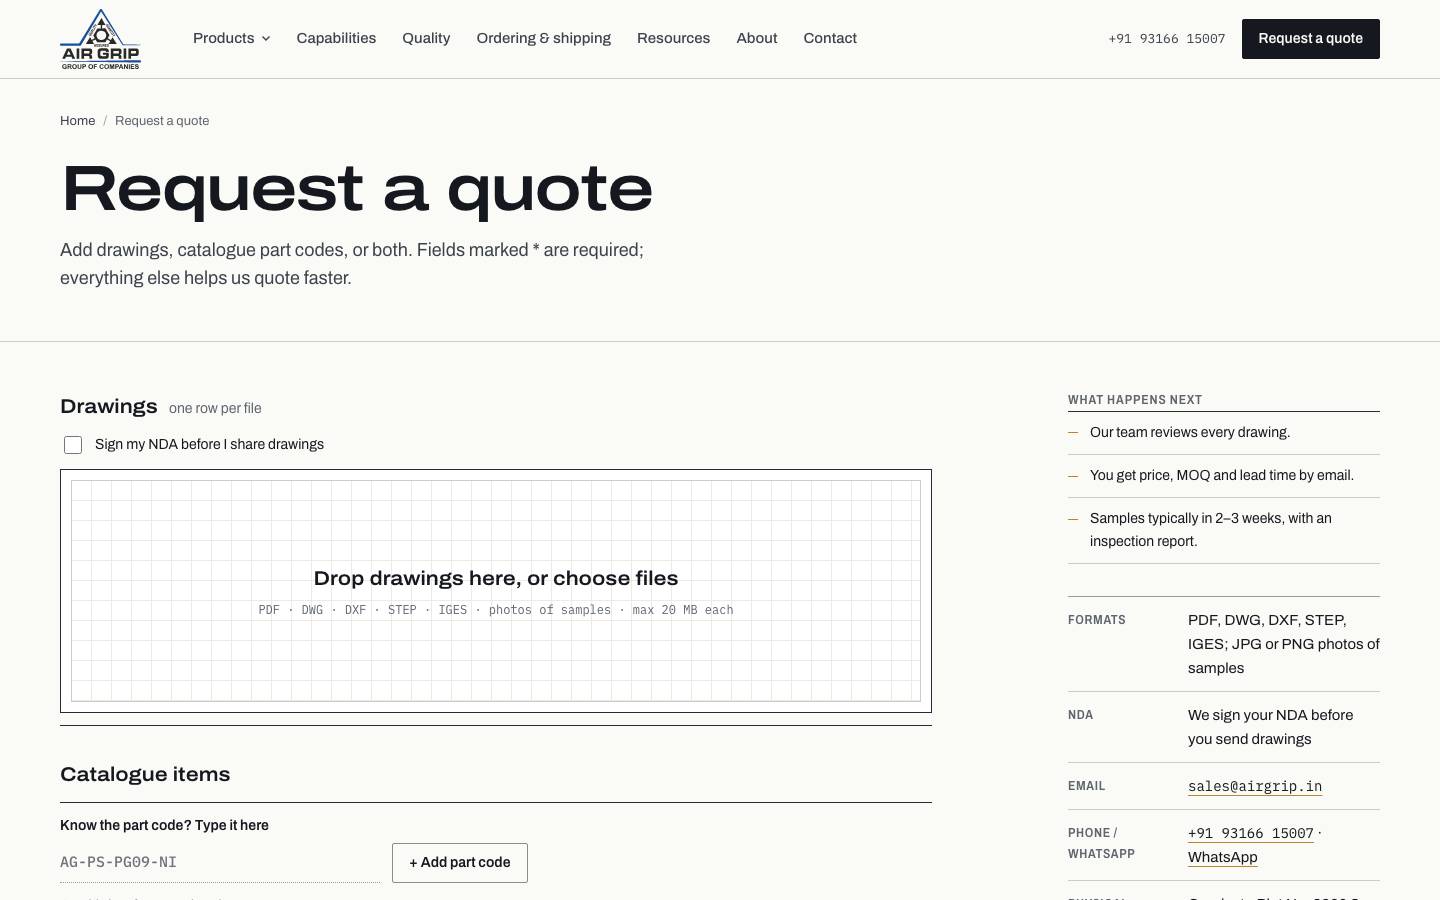 AIR GRIP
GROUP OF COMPANIES
Products
Capabilities
Quality
Ordering & shipping
Resources
About
Contact
+91 93166 15007
Request a quote
Home / Request a quote
Request a quote
Add drawings, catalogue part codes, or both. Fields marked * are required;
everything else helps us quote faster.
Drawings one row per file
Sign my NDA before I share drawings
Drop drawings here, or choose files
PDF · DWG · DXF · STEP · IGES · photos of samples · max 20 MB each
Catalogue items
Know the part code? Type it here
AG-PS-PG09-NI
+ Add part code
WHAT HAPPENS NEXT
— Our team reviews every drawing.
— You get price, MOQ and lead time by email.
— Samples typically in 2–3 weeks, with an
inspection report.
FORMATS
PDF, DWG, DXF, STEP,
IGES; JPG or PNG photos of
samples
NDA
We sign your NDA before
you send drawings
EMAIL
sales@airgrip.in
PHONE /
WHATSAPP
+91 93166 15007 ·
WhatsApp